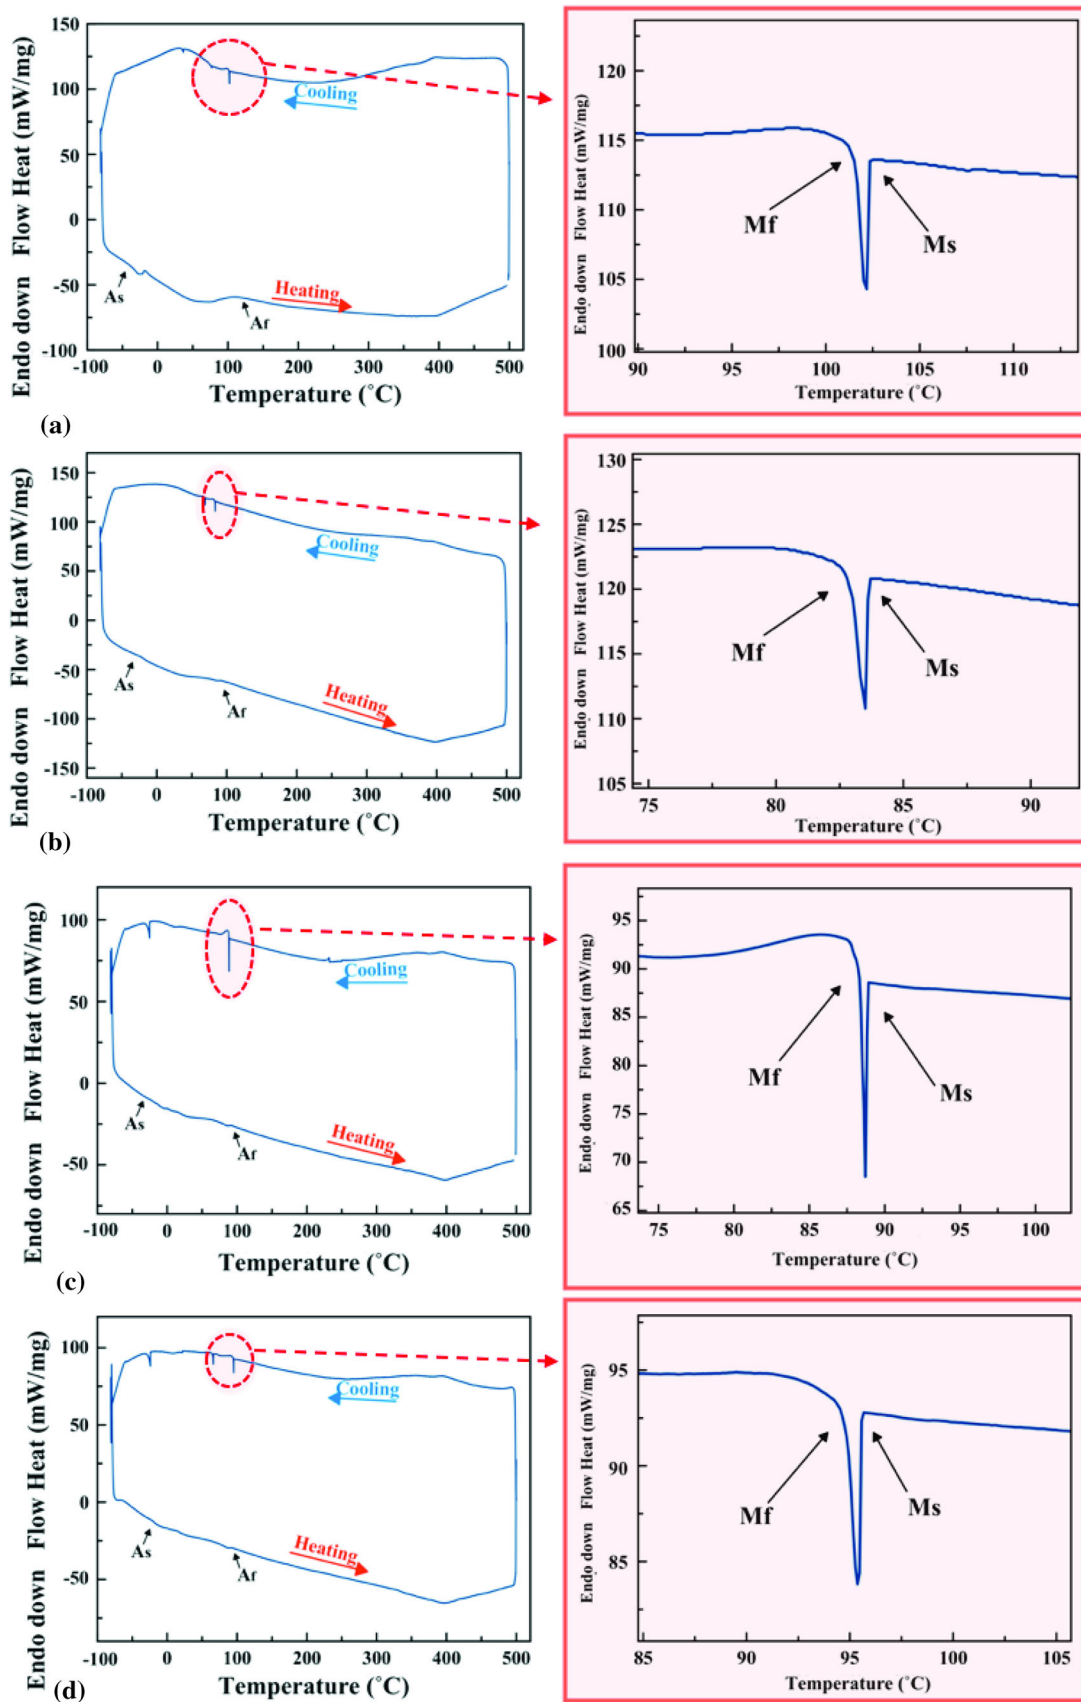 Endo down Flow Heat (mW/mg)
150
100
50
0
-50
-100
-100 0 100 200 300 400 500
Temperature (˚C)
Cooling
Heating
As
Af
(a)
Endo down Flow Heat (mW/mg)
120
115
110
105
100
90 95 100 105 110
Temperature (˚C)
Mf
Ms
Endo down Flow Heat (mW/mg)
150
100
50
0
-50
-100
-150
-100 0 100 200 300 400 500
Temperature (˚C)
Cooling
Heating
As
Af
(b)
Endo down Flow Heat (mW/mg)
130
125
120
115
110
105
75 80 85 90
Temperature (˚C)
Mf
Ms
Endo down Flow Heat (mW/mg)
100
50
0
-50
-100 0 100 200 300 400 500
Temperature (˚C)
Cooling
Heating
As
Af
(c)
Endo down Flow Heat (mW/mg)
95
90
85
80
75
70
65
75 80 85 90 95 100
Temperature (˚C)
Mf
Ms
Endo down Flow Heat (mW/mg)
100
50
0
-50
-100 0 100 200 300 400 500
Temperature (˚C)
Cooling
Heating
As
Af
(d)
Endo down Flow Heat (mW/mg)
95
90
85
85 90 95 100 105
Temperature (˚C)
Mf
Ms